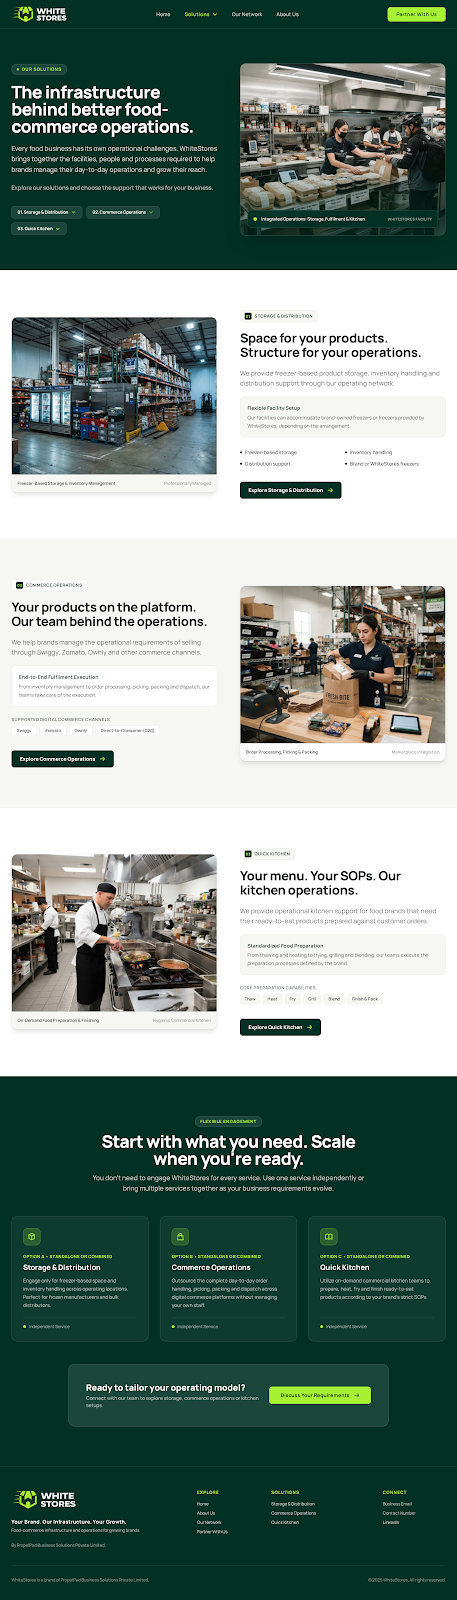 WHITE
STORES
Home
Solutions
Our Network
About Us
Partner With Us
OUR SOLUTIONS
The infrastructure
behind better food-
commerce operations.
Every food business has its own operational challenges. WhiteStores
brings together the facilities, people and processes required to help
brands manage their day-to-day operations and grow their reach.
Explore our solutions and choose the support that works for your business.
01. Storage & Distribution
02. Commerce Operations
03. Quick Kitchen
Integrated Operations: Storage, Fulfilment & Kitchen
WHITESTORES FACILITY
01 STORAGE & DISTRIBUTION
Space for your products.
Structure for your operations.
We provide freezer-based product storage, inventory handling and
distribution support through our operating network.
Flexible Facility Setup
Our facilities can accommodate brand-owned freezers or freezers provided by
WhiteStores, depending on the arrangement.
Freezer-based storage
Inventory handling
Distribution support
Brand or WhiteStores freezers
Explore Storage & Distribution
Freezer-Based Storage & Inventory Management
Professionally Managed
02 COMMERCE OPERATIONS
Your products on the platform.
Our team behind the operations.
We help brands manage the operational requirements of selling
through Swiggy, Zomato, Ownly and other commerce channels.
End-to-End Fulfilment Execution
From inventory management to order processing, picking, packing and dispatch, our
teams take care of the execution.
SUPPORTED DIGITAL COMMERCE CHANNELS
Swiggy
Zomato
Ownly
Direct-to-Consumer (D2C)
Explore Commerce Operations
FRESH BITE
Order Processing, Picking & Packing
Marketplace Integration
03 QUICK KITCHEN
Your menu. Your SOPs. Our
kitchen operations.
We provide operational kitchen support for food brands that need
their ready-to-eat products prepared against customer orders.
Standardized Food Preparation
From thawing and heating to frying, grilling and blending, our teams execute the
preparation processes defined by the brand.
CORE PREPARATION CAPABILITIES
Thaw
Heat
Fry
Grill
Blend
Finish & Pack
Explore Quick Kitchen
On-Demand Food Preparation & Finishing
Hygienic Commercial Kitchen
FLEXIBLE ENGAGEMENT
Start with what you need. Scale
when you're ready.
You don't need to engage WhiteStores for every service. Use one service independently or
bring multiple services together as your business requirements evolve.
OPTION A • STANDALONE OR COMBINED
Storage & Distribution
Engage only for freezer-based space and
inventory handling across operating locations.
Perfect for frozen manufacturers and bulk
distributors.
Independent Service
OPTION B • STANDALONE OR COMBINED
Commerce Operations
Outsource the complete day-to-day order
handling, picking, packing and dispatch across
digital commerce platforms without managing
your own staff.
Independent Service
OPTION C • STANDALONE OR COMBINED
Quick Kitchen
Utilize on-demand commercial kitchen teams to
prepare, heat, fry and finish ready-to-eat
products according to your brand's strict SOPs.
Independent Service
Ready to tailor your operating model?
Connect with our team to explore storage, commerce operations or kitchen
setups.
Discuss Your Requirements
WHITE
STORES
Your Brand. Our Infrastructure. Your Growth.
Food-commerce infrastructure and operations for growing brands.
By PropelPad Business Solutions Private Limited
EXPLORE
Home
About Us
Our Network
Partner With Us
SOLUTIONS
Storage & Distribution
Commerce Operations
Quick Kitchen
CONNECT
Business Email
Contact Number
LinkedIn
WhiteStores is a brand of PropelPad Business Solutions Private Limited.
© 2025 WhiteStores. All rights reserved.